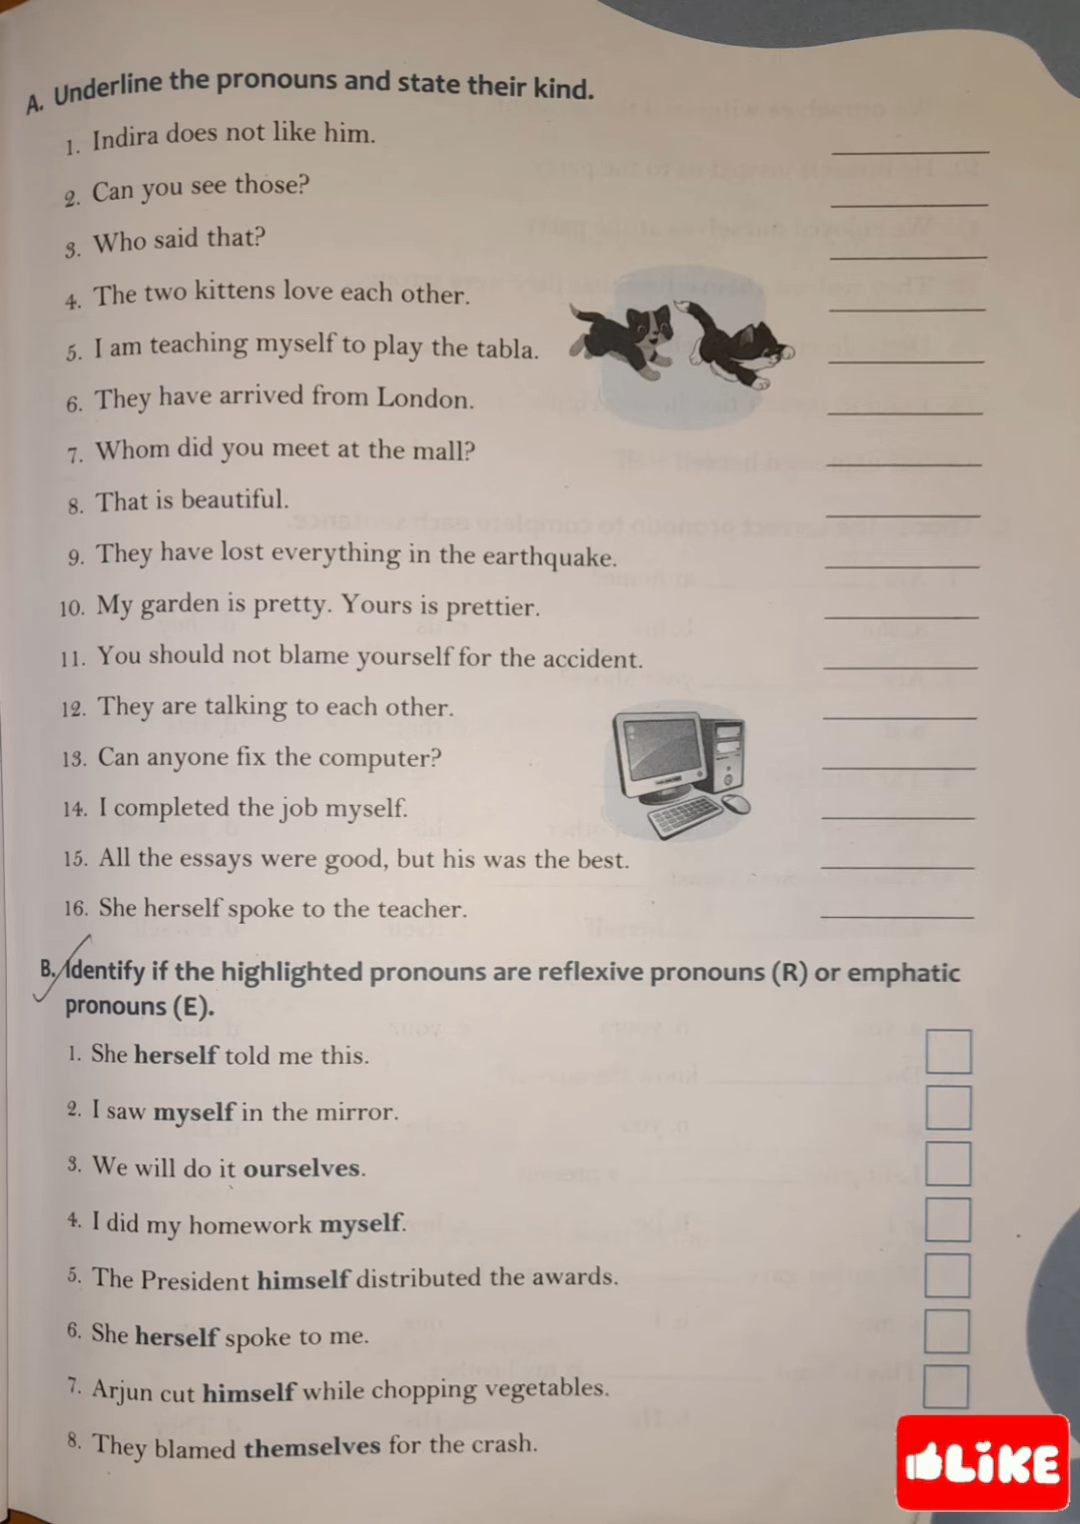 A. Underline the pronouns and state their kind.
1. Indira does not like him.
2. Can you see those?
3. Who said that?
4. The two kittens love each other.
5. I am teaching myself to play the tabla.
6. They have arrived from London.
7. Whom did you meet at the mall?
8. That is beautiful.
9. They have lost everything in the earthquake.
10. My garden is pretty. Yours is prettier.
11. You should not blame yourself for the accident.
12. They are talking to each other.
13. Can anyone fix the computer?
14. I completed the job myself.
15. All the essays were good, but his was the best.
16. She herself spoke to the teacher.
B. Identify if the highlighted pronouns are reflexive pronouns (R) or emphatic
pronouns (E).
1. She herself told me this.
2. I saw myself in the mirror.
3. We will do it ourselves.
4. I did my homework myself.
5. The President himself distributed the awards.
6. She herself spoke to me.
7. Arjun cut himself while chopping vegetables.
8. They blamed themselves for the crash.
LiKE